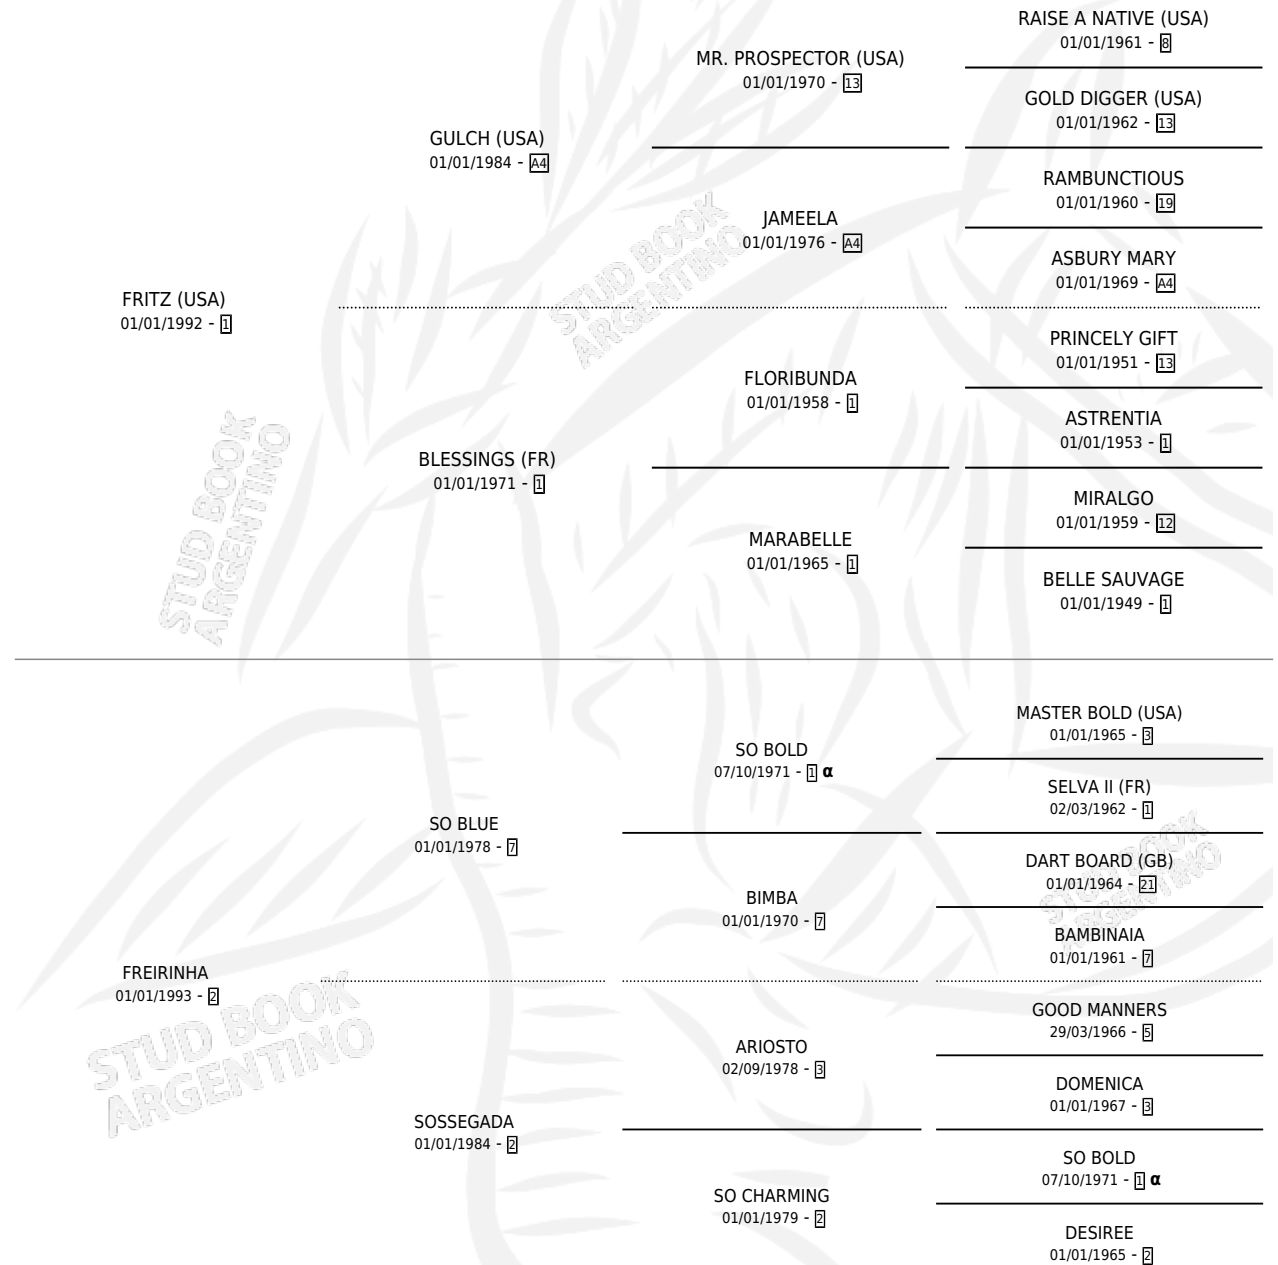 RAISE A NATIVE (USA)
01/01/1961 - 8
MR. PROSPECTOR (USA)
01/01/1970 - 13
GOLD DIGGER (USA)
01/01/1962 - 13
GULCH (USA)
01/01/1984 - A4
RAMBUNCTIOUS
01/01/1960 - 19
JAMEELA
01/01/1976 - A4
ASBURY MARY
01/01/1969 - A4
FRITZ (USA)
01/01/1992 - 1
PRINCELY GIFT
01/01/1951 - 13
FLORIBUNDA
01/01/1958 - 1
ASTRENTIA
01/01/1953 - 1
BLESSINGS (FR)
01/01/1971 - 1
MIRALGO
01/01/1959 - 12
MARABELLE
01/01/1965 - 1
BELLE SAUVAGE
01/01/1949 - 1
MASTER BOLD (USA)
01/01/1965 - 3
SO BOLD
07/10/1971 - 1 α
SELVA II (FR)
02/03/1962 - 1
SO BLUE
01/01/1978 - 7
DART BOARD (GB)
01/01/1964 - 21
BIMBA
01/01/1970 - 7
BAMBINAIA
01/01/1961 - 7
FREIRINHA
01/01/1993 - 2
GOOD MANNERS
29/03/1966 - 5
ARIOSTO
02/09/1978 - 3
DOMENICA
01/01/1967 - 3
SOSSEGADA
01/01/1984 - 2
SO BOLD
07/10/1971 - 1 α
SO CHARMING
01/01/1979 - 2
DESIREE
01/01/1965 - 2
STUD BOOK
ARGENTINO
STUD BOOK
ARGENTINO
STUD BOOK
ARGENTINO
STUD BOOK
ARGENTINO